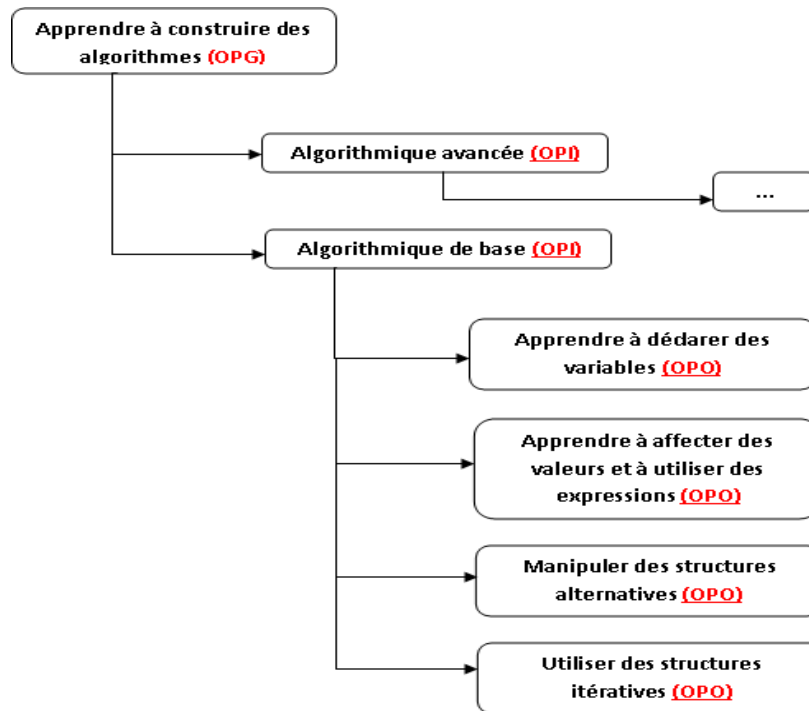 Apprendre à construire des
algorithmes (OPG)
Algorithmique avancée (OPI)
...
Algorithmique de base (OPI)
Apprendre à déclarer des
variables (OPO)
Apprendre à affecter des
valeurs et à utiliser des
expressions (OPO)
Manipuler des structures
alternatives (OPO)
Utiliser des structures
itératives (OPO)